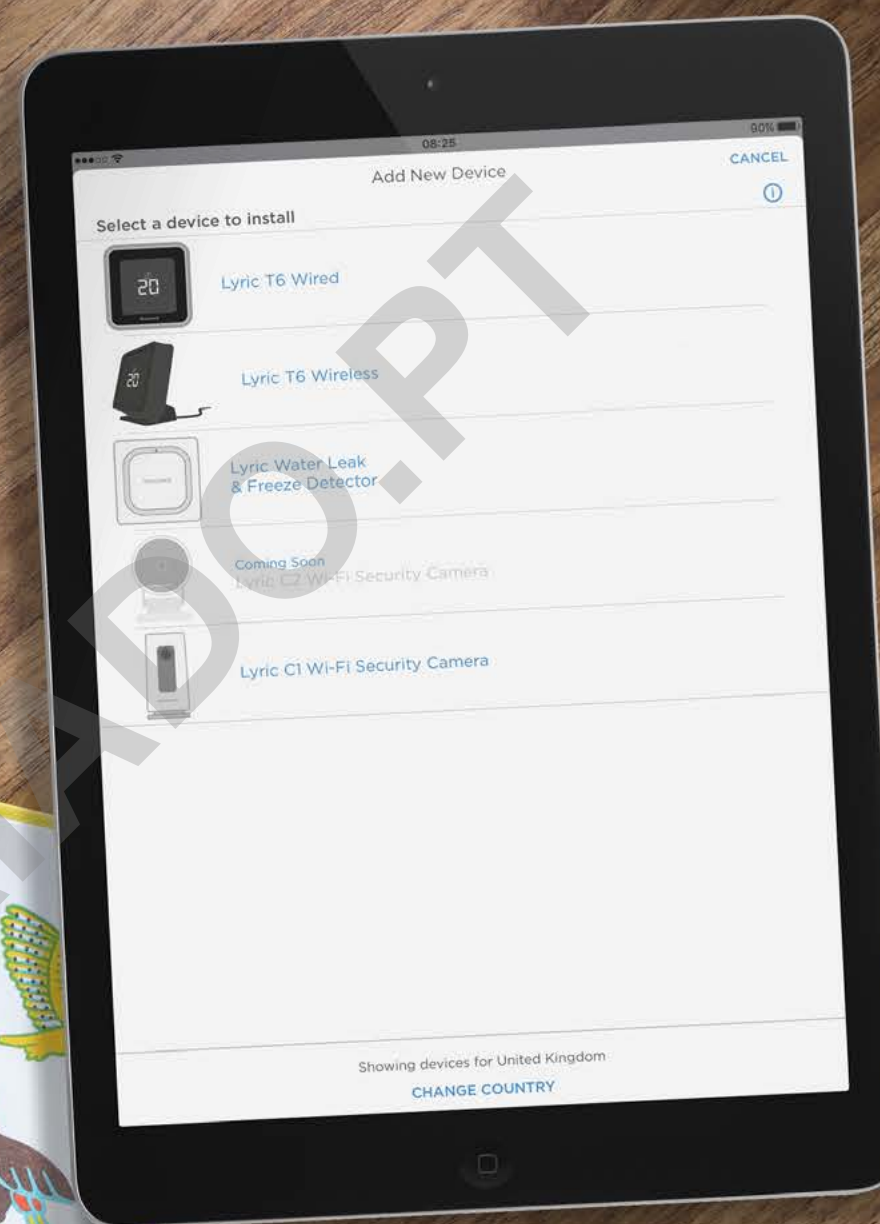 08:25
90%
Add New Device
CANCEL
Select a device to install
20
Lyric T6 Wired
20
Lyric T6 Wireless
Lyric Water Leak
& Freeze Detector
Coming Soon
Lyric C2 Wi-Fi Security Camera
Lyric C1 Wi-Fi Security Camera
Showing devices for United Kingdom
CHANGE COUNTRY
ADO.PT